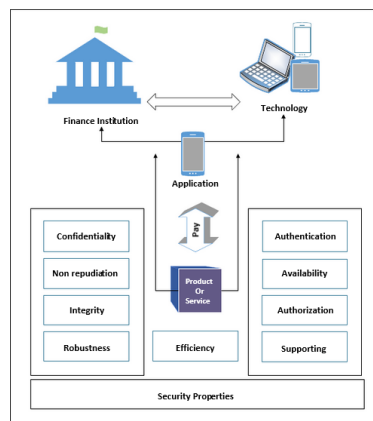 Finance Institution
Technology
Application
Pay
Confidentiality
Non repudiation
Integrity
Robustness
Product
Or
Service
Efficiency
Authentication
Availability
Authorization
Supporting
Security Properties